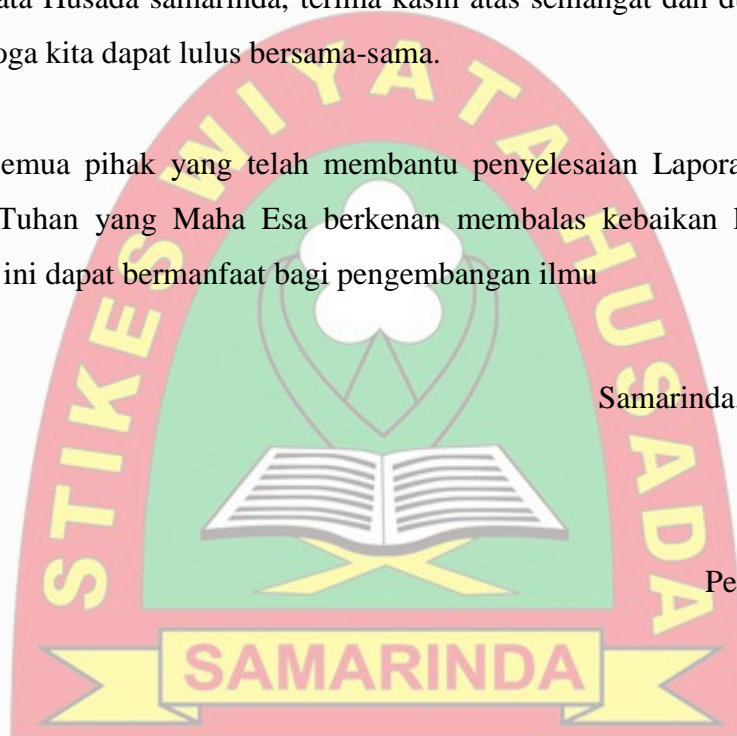 ata Husada samarinda, terima kasih atas semangat dan d
oga kita dapat lulus bersama-sama.
emua pihak yang telah membantu penyelesaian Lapora
Tuhan yang Maha Esa berkenan membalas kebaikan
ini dapat bermanfaat bagi pengembangan ilmu
Samarinda,
Pe
STIKES WIYATA HUSADA
SAMARINDA